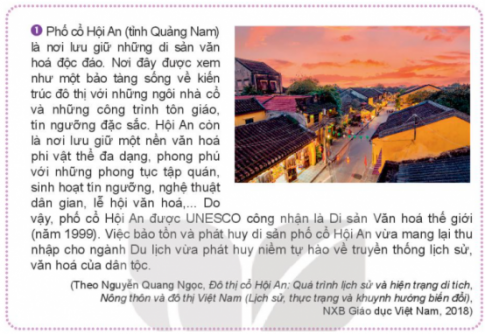 1 Phố cổ Hội An (tỉnh Quảng Nam)
là nơi lưu giữ những di sản văn
hoá độc đáo. Nơi đây được xem
như một bảo tàng sống về kiến
trúc đô thị với những ngôi nhà cổ
và những công trình tôn giáo,
tín ngưỡng đặc sắc. Hội An còn
là nơi lưu giữ một nền văn hoá
phi vật thể đa dạng, phong phú
với những phong tục tập quán,
sinh hoạt tín ngưỡng, nghệ thuật
dân gian, lễ hội văn hoá,... Do
vậy, phố cổ Hội An được UNESCO công nhận là Di sản Văn hoá thế giới
(năm 1999). Việc bảo tồn và phát huy di sản phố cổ Hội An vừa mang lại thu
nhập cho ngành Du lịch vừa phát huy niềm tự hào về truyền thống lịch sử,
văn hoá của dân tộc.
(Theo Nguyễn Quang Ngọc, Đô thị cổ Hội An: Quá trình lịch sử và hiện trạng di tích,
Nông thôn và đô thị Việt Nam (Lịch sử, thực trạng và khuynh hướng biến đổi),
NXB Giáo dục Việt Nam, 2018)